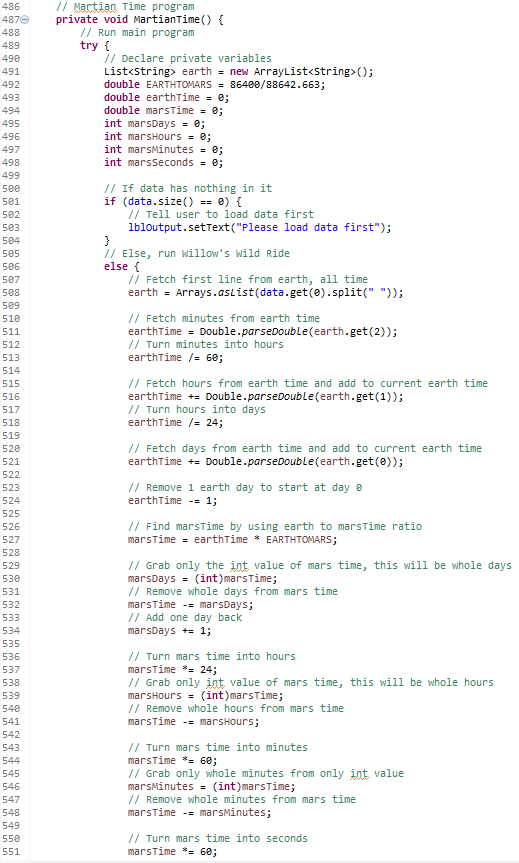 486 // Martian Time program
487 private void MartianTime() {
488 // Run main program
489 try {
490 // Declare private variables
491 List<String> earth = new ArrayList<String>();
492 double EARTHTOMARS = 86400/88642.663;
493 double earthTime = 0;
494 double marsTime = 0;
495 int marsDays = 0;
496 int marsHours = 0;
497 int marsMinutes = 0;
498 int marsSeconds = 0;
499
500 // If data has nothing in it
501 if (data.size() == 0) {
502 // Tell user to load data first
503 lblOutput.setText("Please load data first");
504 }
505 // Else, run Willow's Wild Ride
506 else {
507 // Fetch first line from earth, all time
508 earth = Arrays.asList(data.get(0).split(" "));
509
510 // Fetch minutes from earth time
511 earthTime = Double.parseDouble(earth.get(2));
512 // Turn minutes into hours
513 earthTime /= 60;
514
515 // Fetch hours from earth time and add to current earth time
516 earthTime += Double.parseDouble(earth.get(1));
517 // Turn hours into days
518 earthTime /= 24;
519
520 // Fetch days from earth time and add to current earth time
521 earthTime += Double.parseDouble(earth.get(0));
522
523 // Remove 1 earth day to start at day 0
524 earthTime -= 1;
525
526 // Find marsTime by using earth to marsTime ratio
527 marsTime = earthTime * EARTHTOMARS;
528
529 // Grab only the int value of mars time, this will be whole days
530 marsDays = (int)marsTime;
531 // Remove whole days from mars time
532 marsTime -= marsDays;
533 // Add one day back
534 marsDays += 1;
535
536 // Turn mars time into hours
537 marsTime *= 24;
538 // Grab only int value of mars time, this will be whole hours
539 marsHours = (int)marsTime;
540 // Remove whole hours from mars time
541 marsTime -= marsHours;
542
543 // Turn mars time into minutes
544 marsTime *= 60;
545 // Grab only whole minutes from only int value
546 marsMinutes = (int)marsTime;
547 // Remove whole minutes from mars time
548 marsTime -= marsMinutes;
549
550 // Turn mars time into seconds
551 marsTime *= 60;